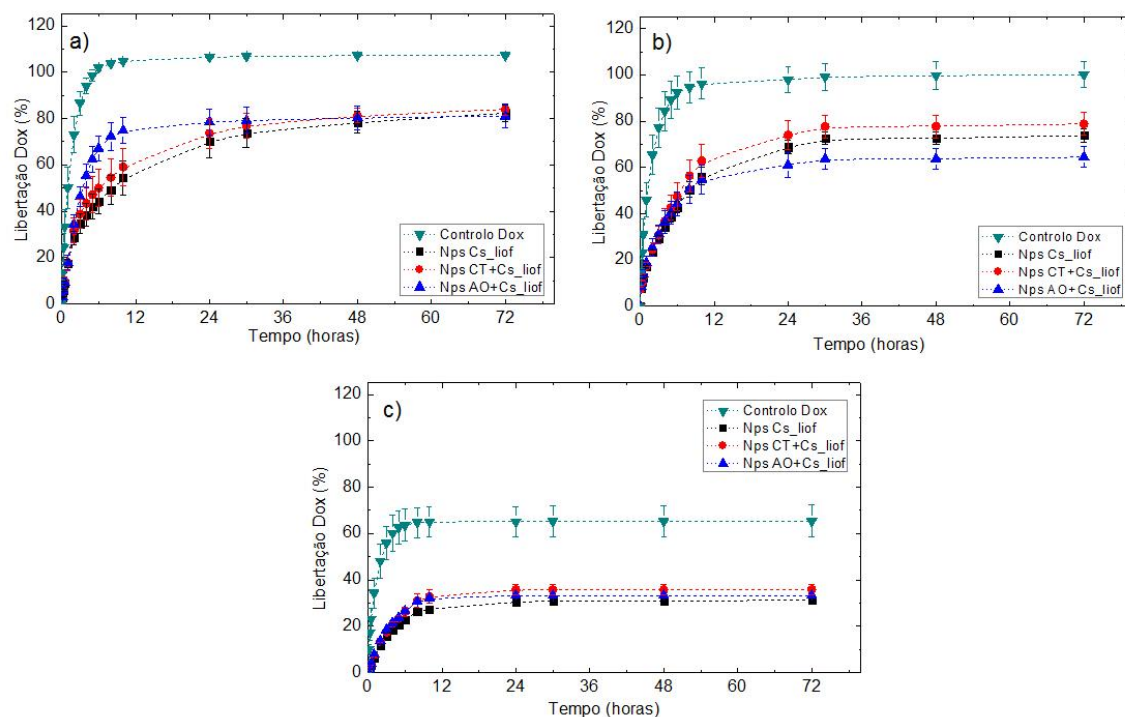 a)
Libertação Dox (%)
120
100
80
60
40
20
0
Controlo Dox
Nps Cs_liof
Nps CT+Cs_liof
Nps AO+Cs_liof
0 12 24 36 48 60 72
Tempo (horas)
b)
Libertação Dox (%)
120
100
80
60
40
20
0
Controlo Dox
Nps Cs_liof
Nps CT+Cs_liof
Nps AO+Cs_liof
0 12 24 36 48 60 72
Tempo (horas)
c)
Libertação Dox (%)
120
100
80
60
40
20
0
Controlo Dox
Nps Cs_liof
Nps CT+Cs_liof
Nps AO+Cs_liof
0 12 24 36 48 60 72
Tempo (horas)